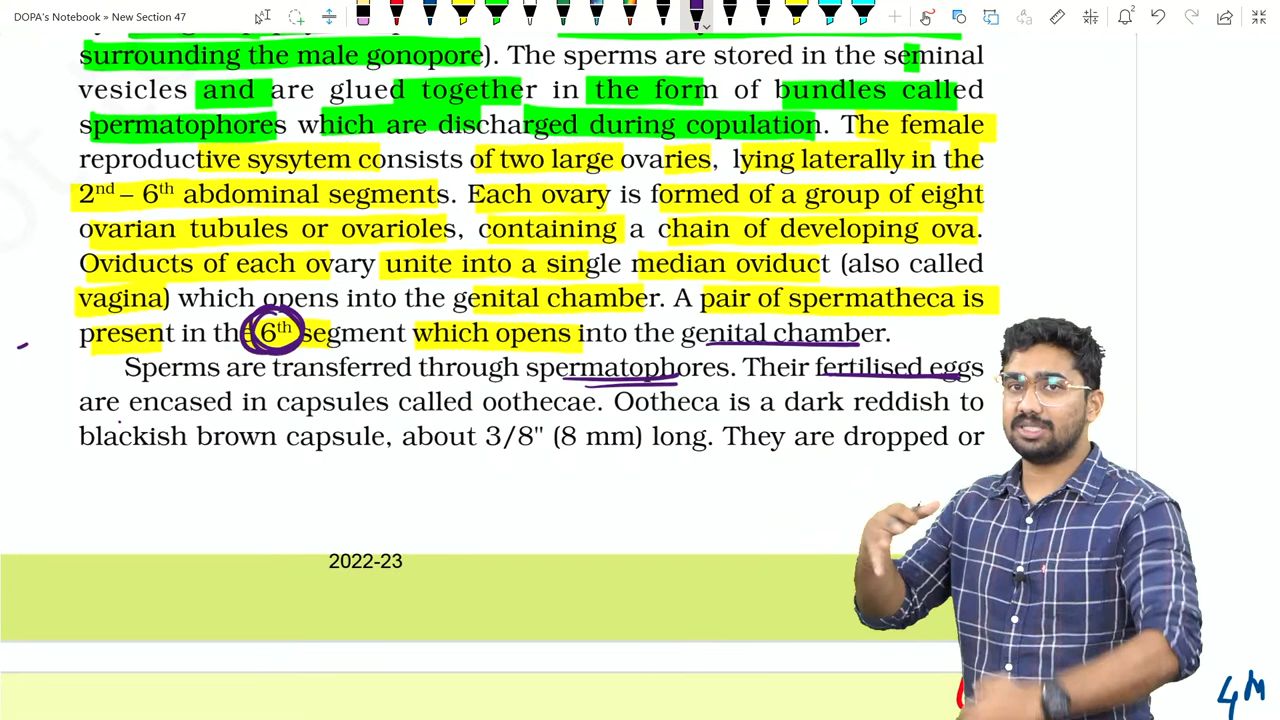 DOPA's Notebook » New Section 47
surrounding the male gonopore). The sperms are stored in the seminal
vesicles and are glued together in the form of bundles called
spermatophores which are discharged during copulation. The female
reproductive sysytem consists of two large ovaries, lying laterally in the
2nd – 6th abdominal segments. Each ovary is formed of a group of eight
ovarian tubules or ovarioles, containing a chain of developing ova.
Oviducts of each ovary unite into a single median oviduct (also called
vagina) which opens into the genital chamber. A pair of spermatheca is
present in the 6th segment which opens into the genital chamber.
Sperms are transferred through spermatophores. Their fertilised eggs
are encased in capsules called oothecae. Ootheca is a dark reddish to
blackish brown capsule, about 3/8" (8 mm) long. They are dropped or
2022-23
4M